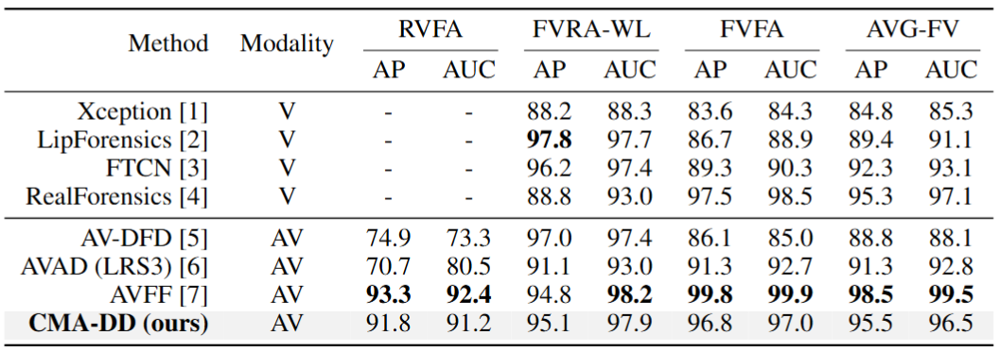 Method Modality RVFA FVRA-WL FVFA AVG-FV
AP AUC AP AUC AP AUC AP AUC
Xception [1] V - - 88.2 88.3 83.6 84.3 84.8 85.3
LipForensics [2] V - - 97.8 97.7 86.7 88.9 89.4 91.1
FTCN [3] V - - 96.2 97.4 89.3 90.3 92.3 93.1
RealForensics [4] V - - 88.8 93.0 97.5 98.5 95.3 97.1
AV-DFD [5] AV 74.9 73.3 97.0 97.4 86.1 85.0 88.8 88.1
AVAD (LRS3) [6] AV 70.7 80.5 91.1 93.0 91.3 92.7 91.3 92.8
AVFF [7] AV 93.3 92.4 94.8 98.2 99.8 99.9 98.5 99.5
CMA-DD (ours) AV 91.8 91.2 95.1 97.9 96.8 97.0 95.5 96.5